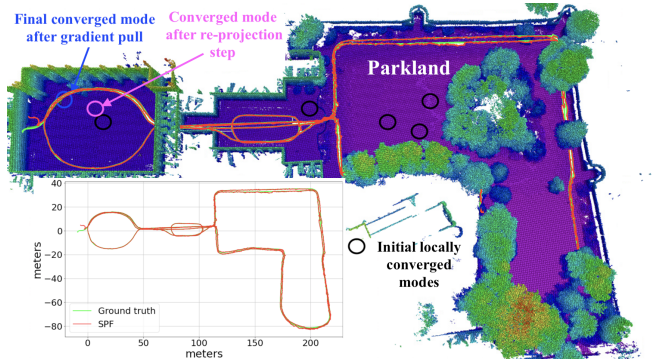 Final converged mode
after gradient pull
Converged mode
after re-projection
step
Parkland
Initial locally
converged
modes
40
20
0
−20
−40
−60
−80
meters
Ground truth
SPF
0
50
100
150
200
meters